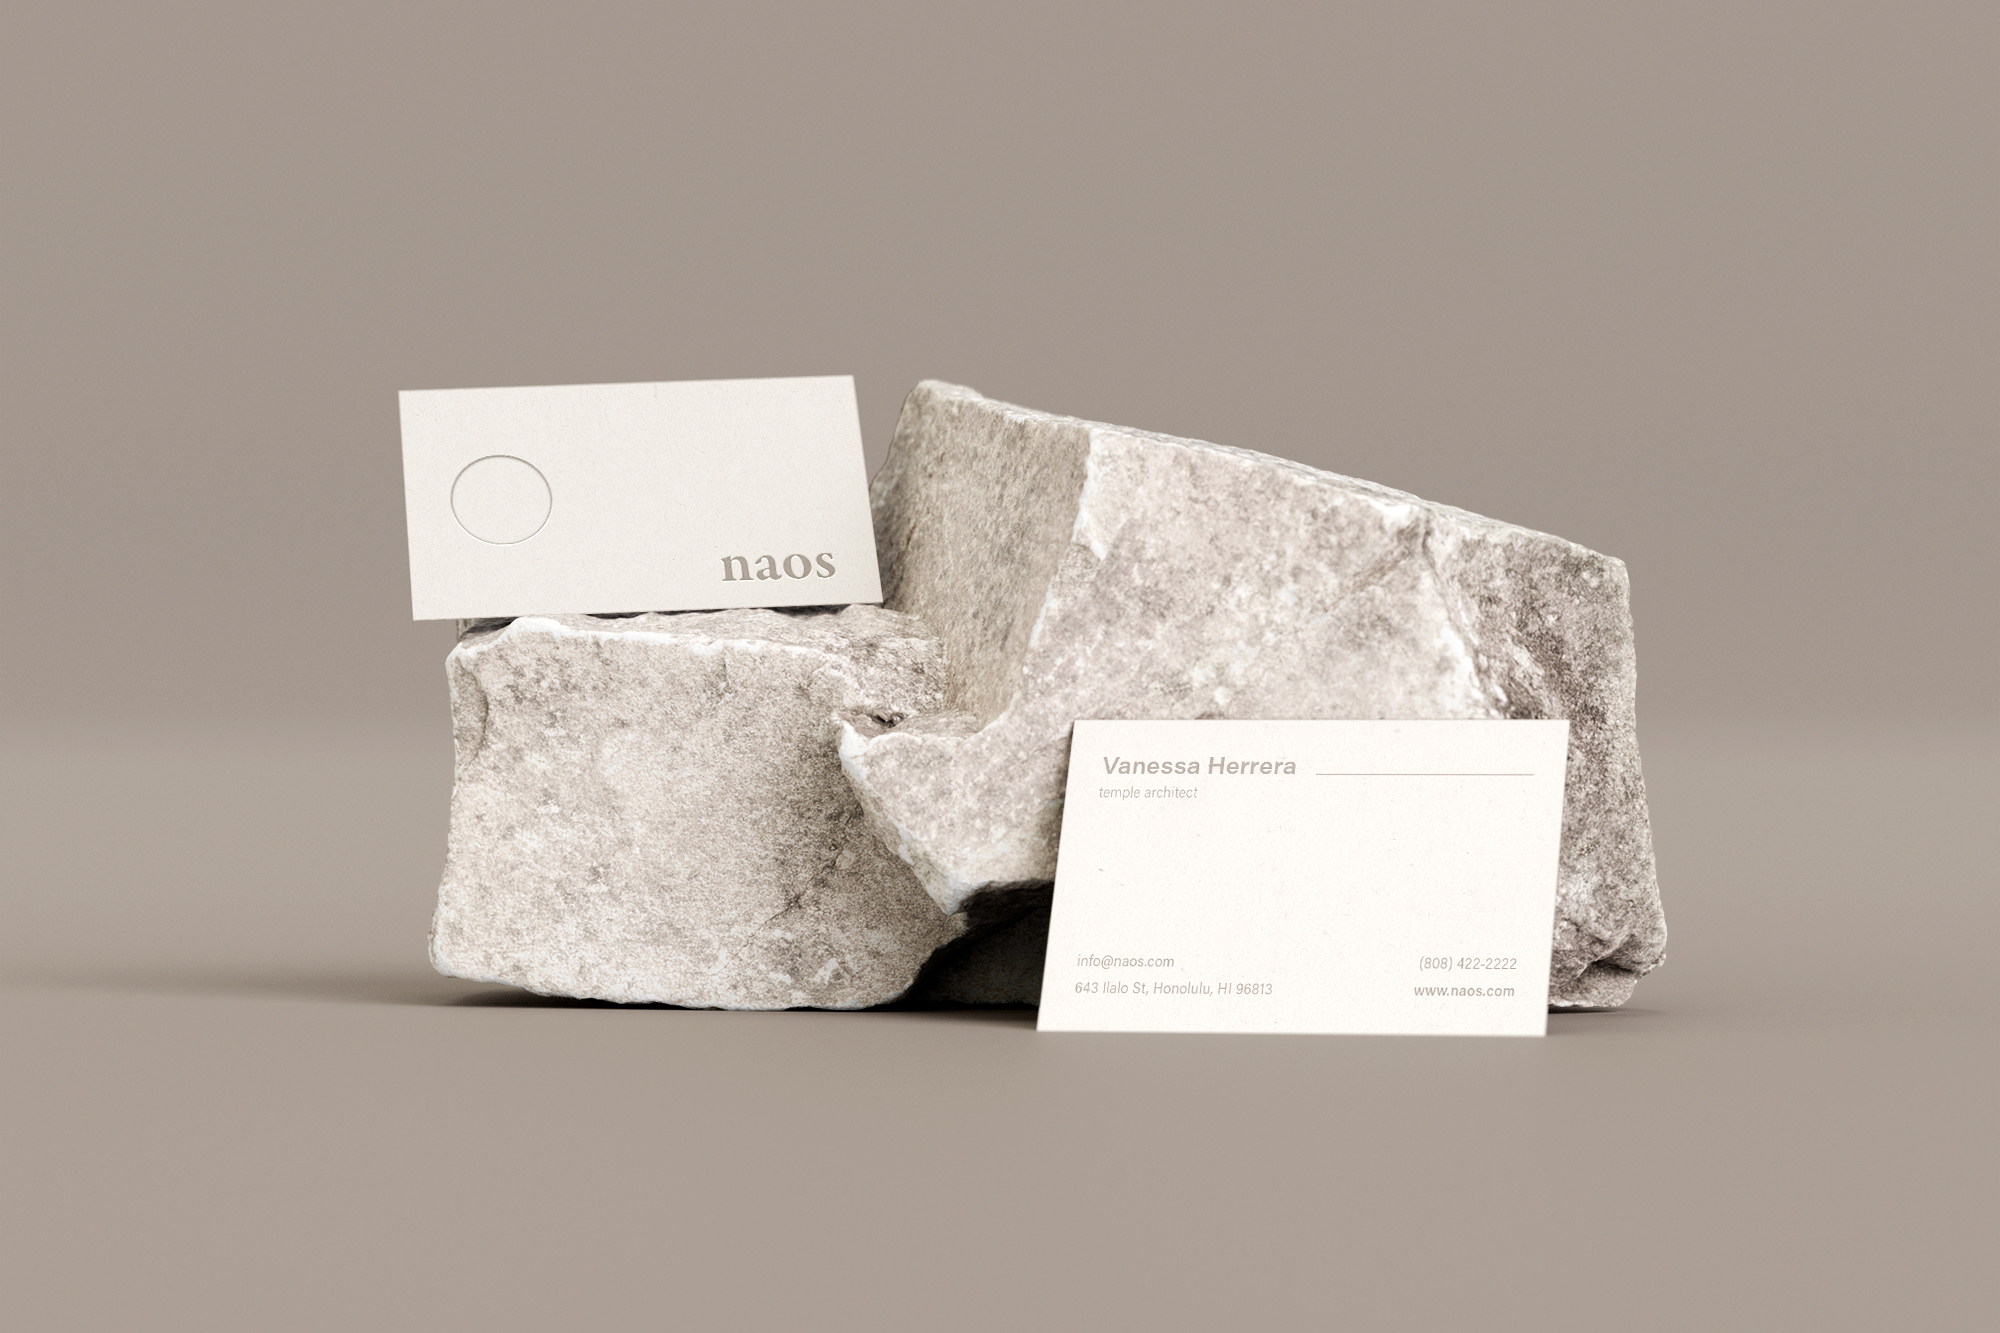 naos
Vanessa Herrera
temple architect
info@naos.com
(808) 422-2222
643 Ilalo St, Honolulu, HI 96813
www.naos.com